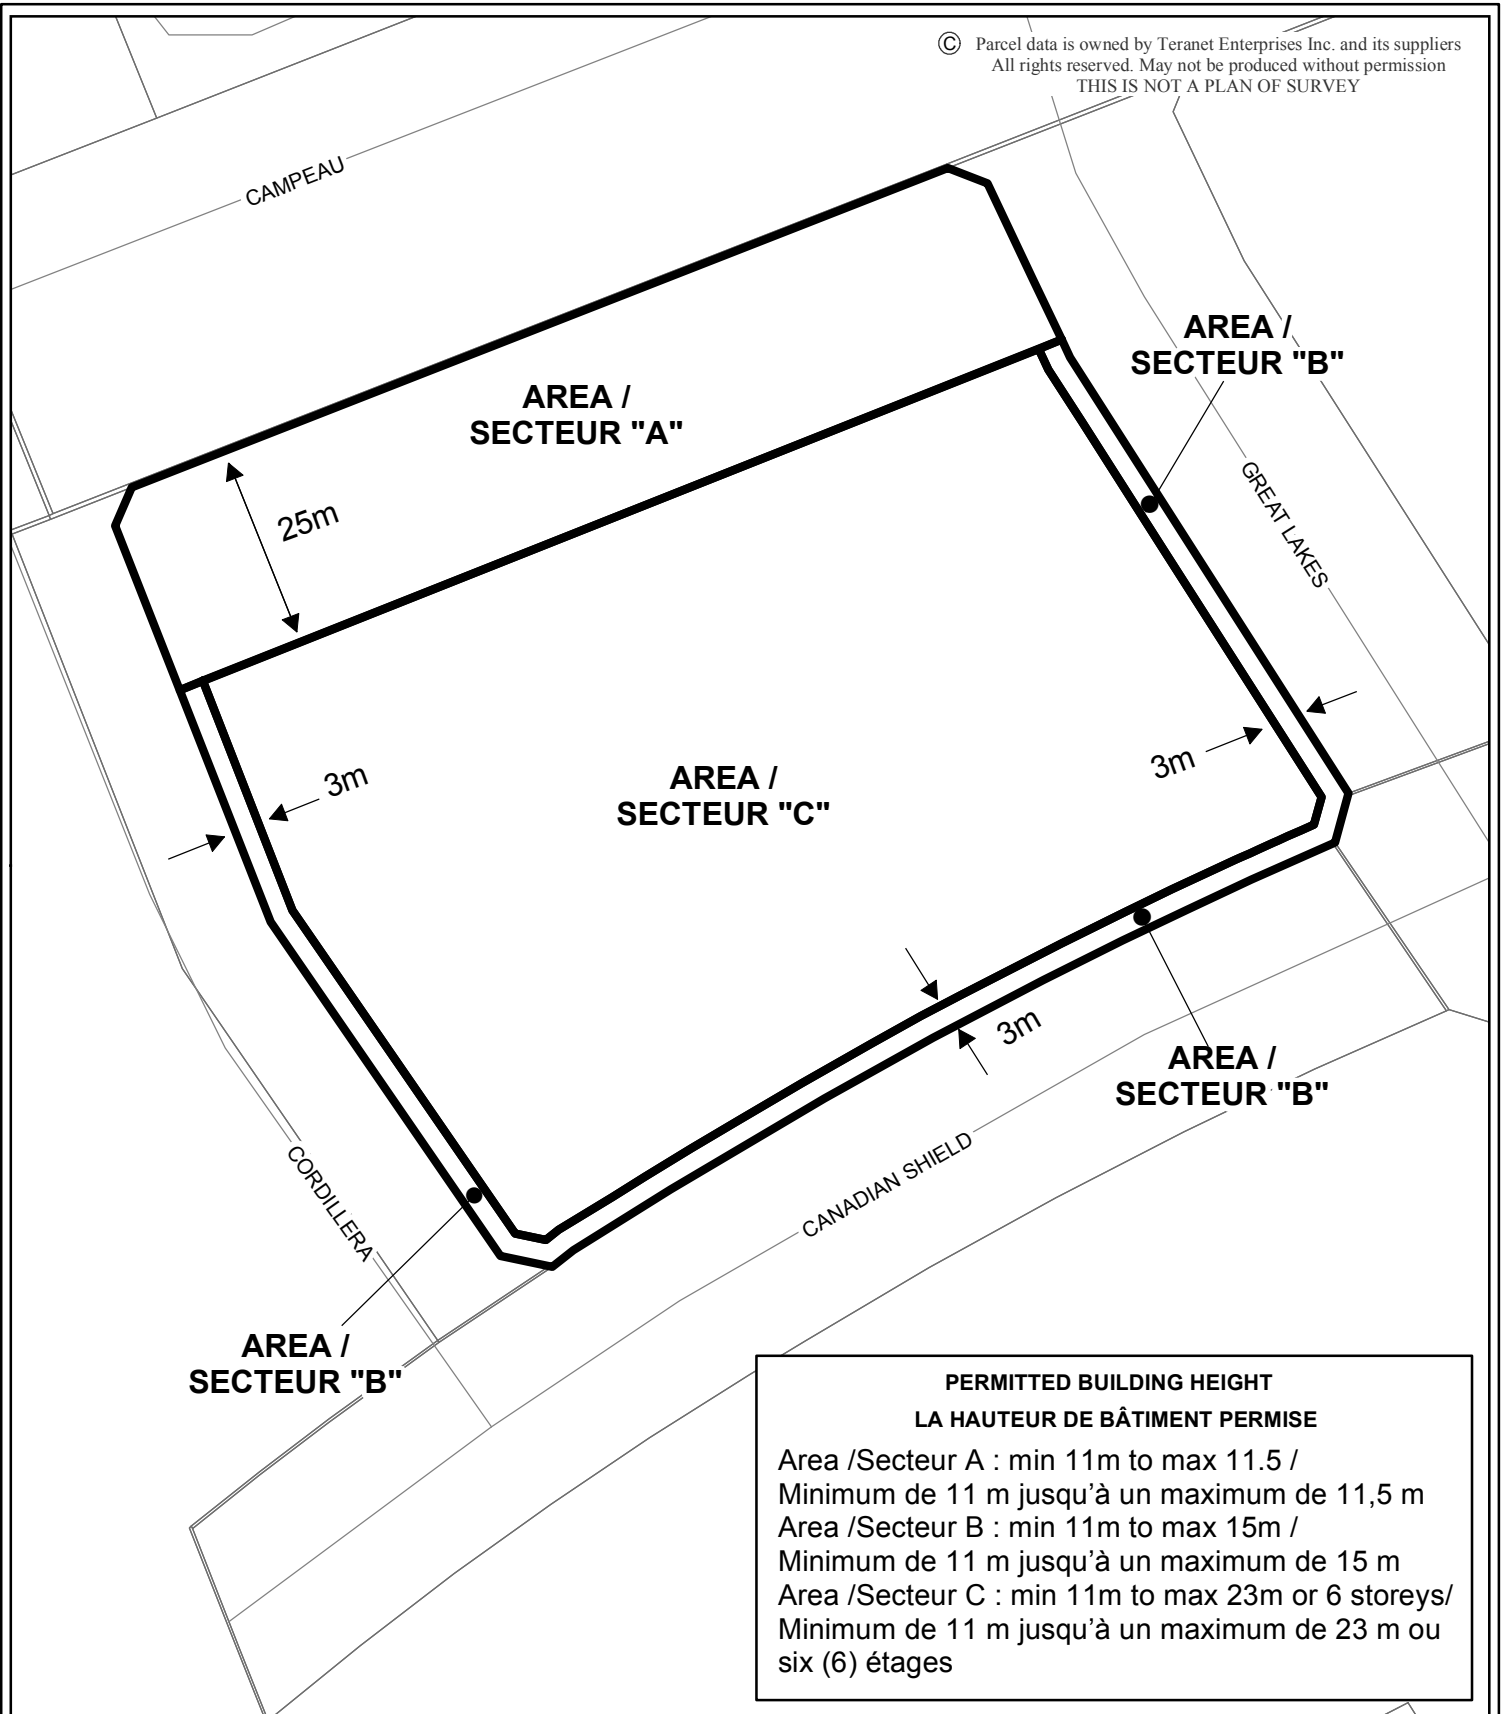 © Parcel data is owned by Teranet Enterprises Inc. and its suppliers
All rights reserved. May not be produced without permission
THIS IS NOT A PLAN OF SURVEY
CAMPEAU
AREA /
SECTEUR "B"
AREA /
SECTEUR "A"
25m
GREAT LAKES
3m
AREA /
SECTEUR "C"
3m
3m
AREA /
SECTEUR "B"
CANADIAN SHIELD
CORDILLERA
AREA /
SECTEUR "B"
PERMITTED BUILDING HEIGHT
LA HAUTEUR DE BÂTIMENT PERMISE
Area /Secteur A : min 11m to max 11.5 /
Minimum de 11 m jusqu’à un maximum de 11,5 m
Area /Secteur B : min 11m to max 15m /
Minimum de 11 m jusqu’à un maximum de 15 m
Area /Secteur C : min 11m to max 23m or 6 storeys/
Minimum de 11 m jusqu’à un maximum de 23 m ou
six (6) étages